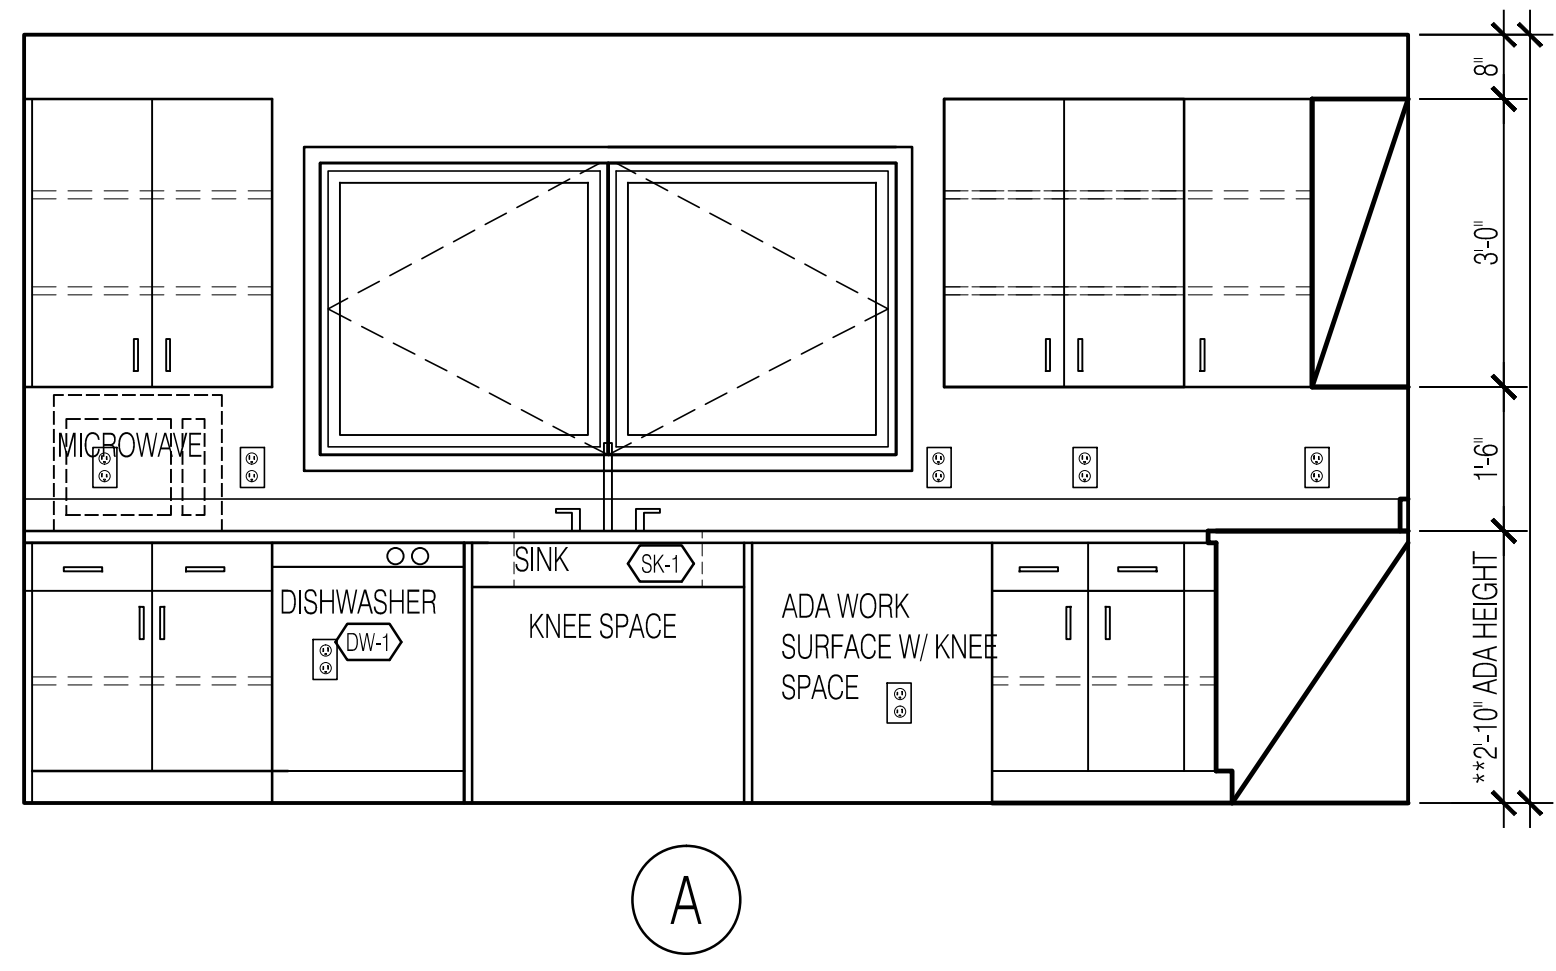 8"
3'-0"
MICROWAVE
1'-6"
SINK
SK-1
DISHWASHER
DW-1
KNEE SPACE
ADA WORK
SURFACE W/ KNEE
SPACE
**2'-10" ADA HEIGHT
A